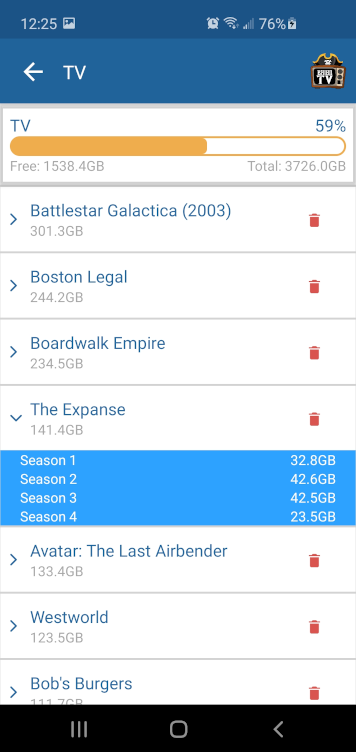 12:25 76%
TV
TV 59%
Free: 1538.4GB Total: 3726.0GB
Battlestar Galactica (2003)
301.3GB
Boston Legal
244.2GB
Boardwalk Empire
234.5GB
The Expanse
141.4GB
Season 1 32.8GB
Season 2 42.6GB
Season 3 42.5GB
Season 4 23.5GB
Avatar: The Last Airbender
133.4GB
Westworld
123.5GB
Bob's Burgers
111.7GB